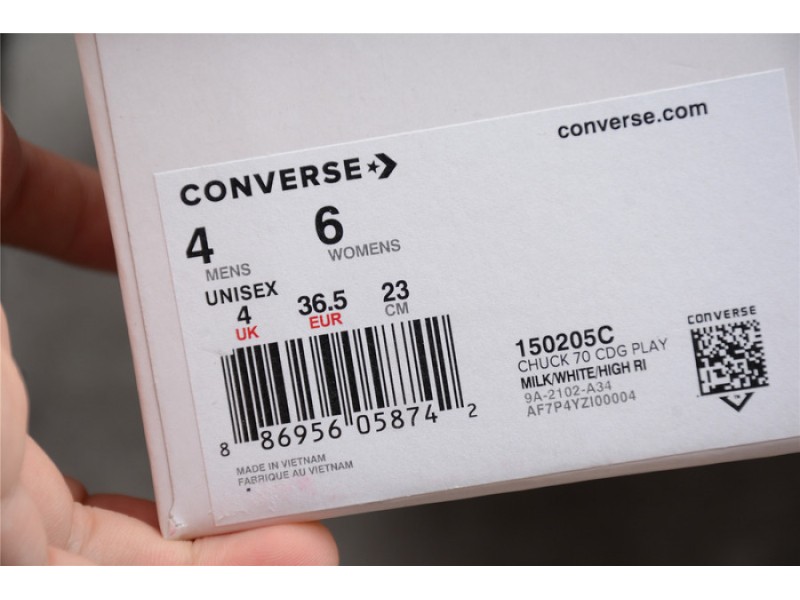 converse.com
CONVERSE
4 6
MENS WOMENS
UNISEX
4 36.5 23
UK EUR CM
8 86956 05874 2
MADE IN VIETNAM
FABRIQUE AU VIETNAM
150205C
CHUCK 70 CDG PLAY
MILK/WHITE/HIGH RI
9A-2102-A34
AF7P4YZI00004
CONVERSE